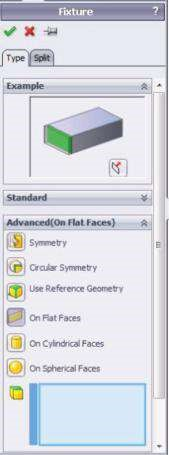 Fixture ?
Type Split
Example
Standard
Advanced(On Flat Faces)
Symmetry
Circular Symmetry
Use Reference Geometry
On Flat Faces
On Cylindrical Faces
On Spherical Faces